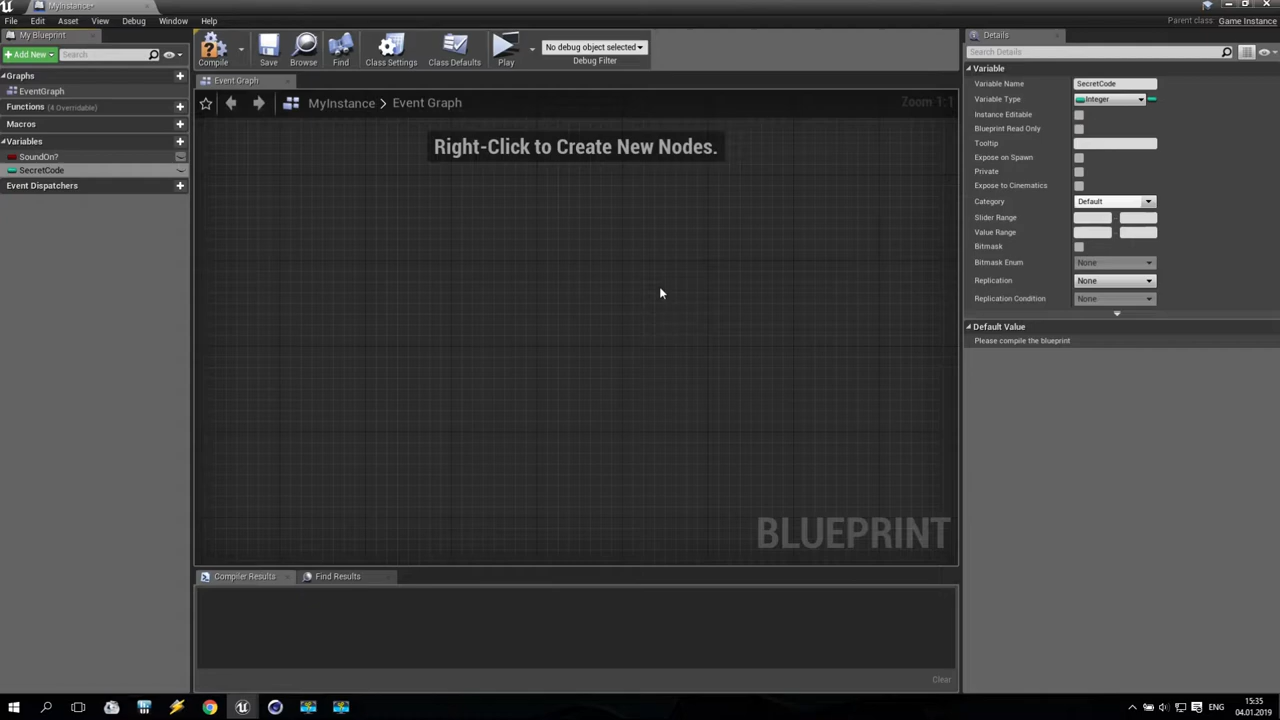 MyInstance*
File Edit Asset View Debug Window Help
Parent class: Game Instance
My Blueprint
Add New Search
Graphs
EventGraph
Functions (4 Overridable)
Macros
Variables
SoundOn?
SecretCode
Event Dispatchers
Compile Save Browse Find Class Settings Class Defaults Play
No debug object selected
Debug Filter
Event Graph
MyInstance > Event Graph
Zoom 1:1
Right-Click to Create New Nodes.
BLUEPRINT
Compiler Results Find Results
Clear
Details
Search Details
Variable
Variable Name SecretCode
Variable Type Integer
Instance Editable
Blueprint Read Only
Tooltip
Expose on Spawn
Private
Expose to Cinematics
Category Default
Slider Range
Value Range
Bitmask
Bitmask Enum None
Replication None
Replication Condition None
Default Value
Please compile the blueprint
ENG
15:35
04.01.2019